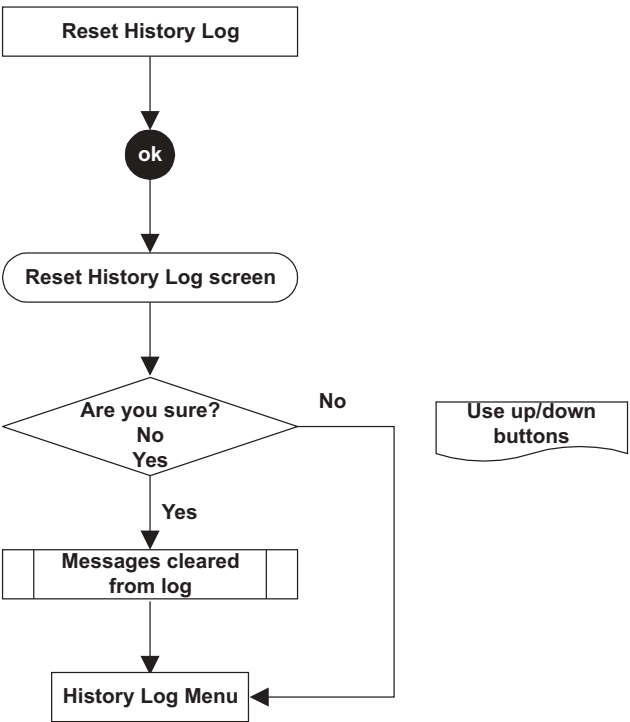 Reset History Log
ok
Reset History Log screen
Are you sure?
No
Yes
No
Use up/down
buttons
Yes
Messages cleared
from log
History Log Menu